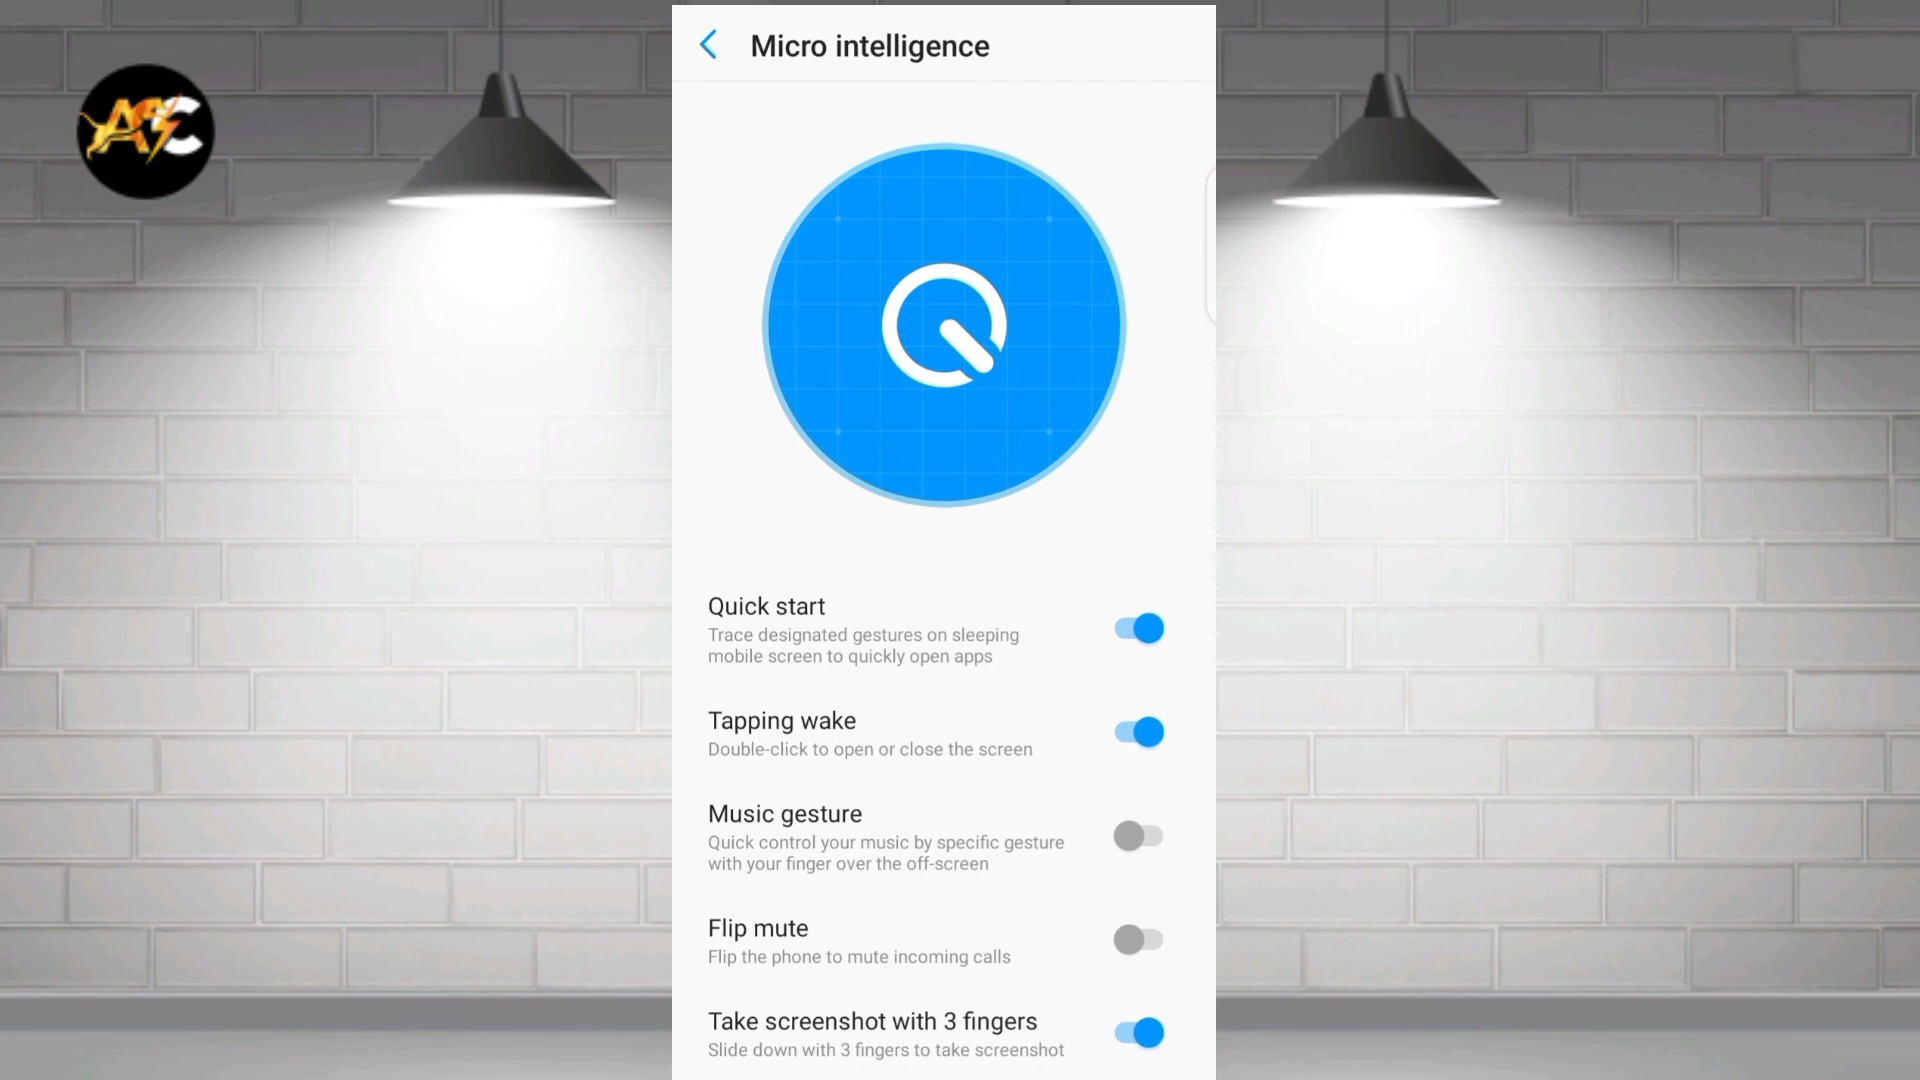 Micro intelligence
AC
Quick start
Trace designated gestures on sleeping
mobile screen to quickly open apps
Tapping wake
Double-click to open or close the screen
Music gesture
Quick control your music by specific gesture
with your finger over the off-screen
Flip mute
Flip the phone to mute incoming calls
Take screenshot with 3 fingers
Slide down with 3 fingers to take screenshot